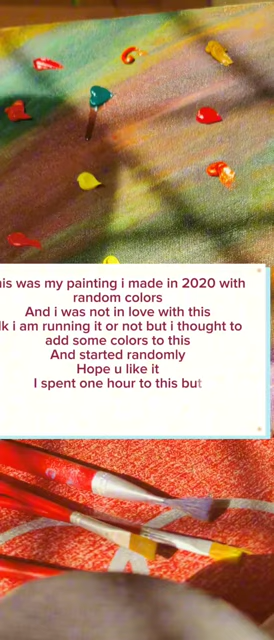 was my painting i made in 2020 with
random colors
And i was not in love with this
i am running it or not but i thought to
add some colors to this
And started randomly
Hope u like it
I spent one hour to this but